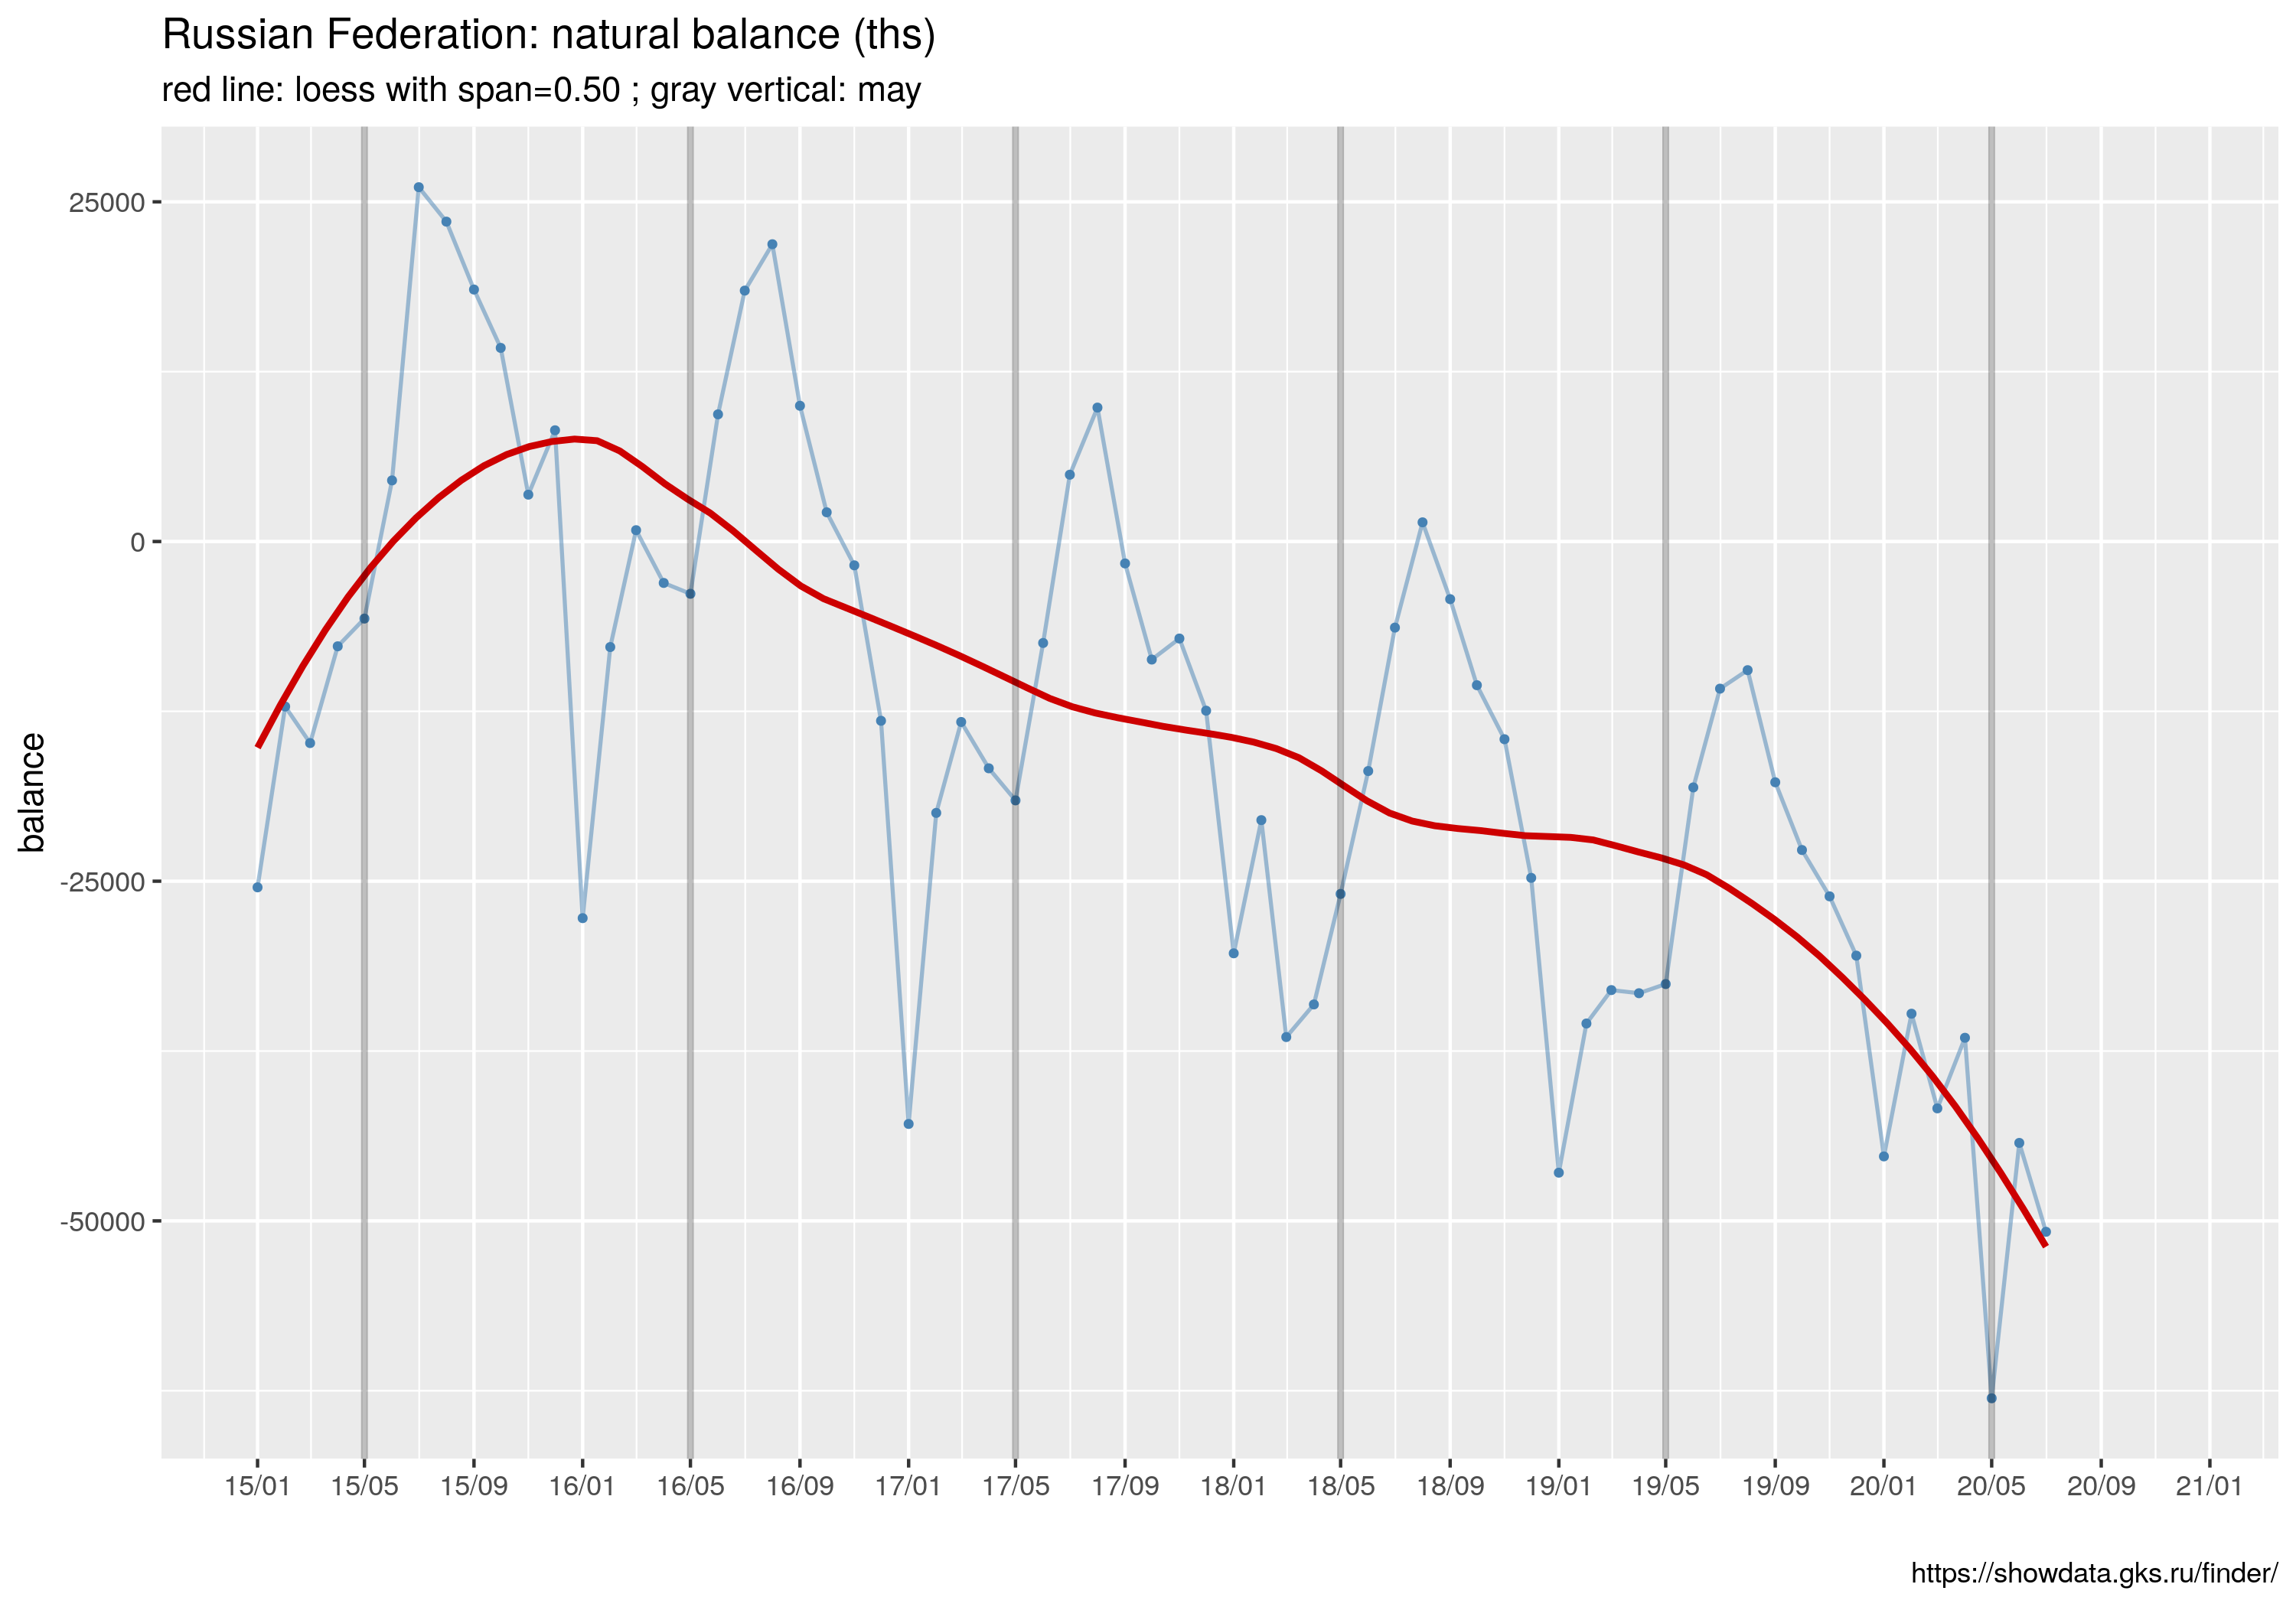 Russian Federation: natural balance (ths)
red line: loess with span=0.50 ; gray vertical: may
balance
25000
0
-25000
-50000
15/01 15/05 15/09 16/01 16/05 16/09 17/01 17/05 17/09 18/01 18/05 18/09 19/01 19/05 19/09 20/01 20/05 20/09 21/01
https://showdata.gks.ru/finder/